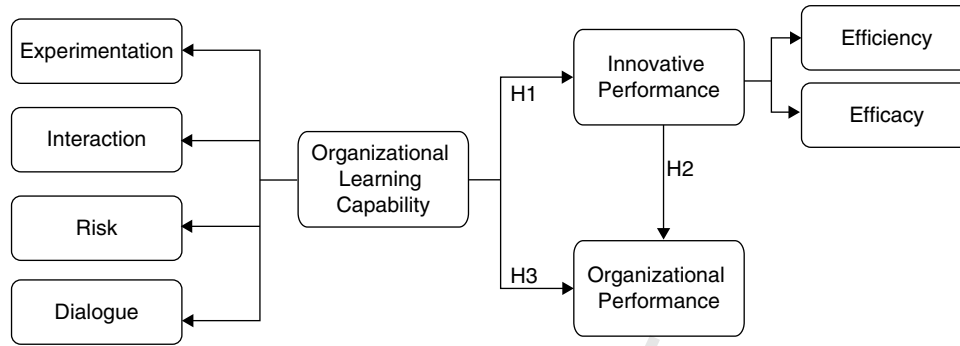 Experimentation
Interaction
Risk
Dialogue
Organizational
Learning
Capability
H1
H3
Innovative
Performance
H2
Organizational
Performance
Efficiency
Efficacy